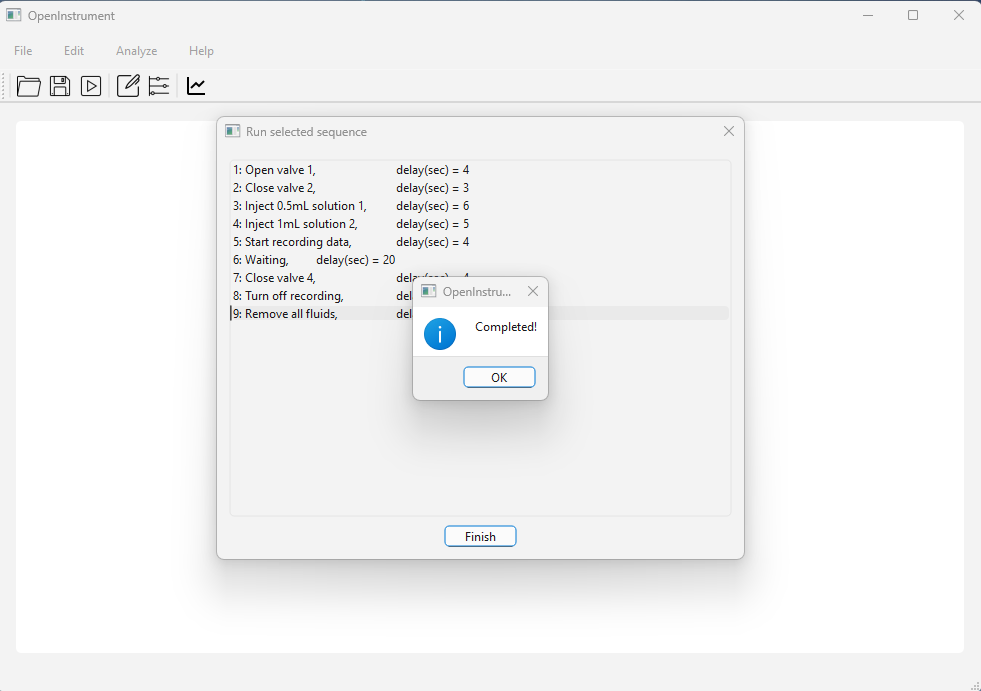 OpenInstrument
File Edit Analyze Help
Run selected sequence
1: Open valve 1, delay(sec) = 4
2: Close valve 2, delay(sec) = 3
3: Inject 0.5mL solution 1, delay(sec) = 6
4: Inject 1mL solution 2, delay(sec) = 5
5: Start recording data, delay(sec) = 4
6: Waiting, delay(sec) = 20
7: Close valve 4,
8: Turn off recording,
9: Remove all fluids,
OpenInstru...
Completed!
OK
Finish